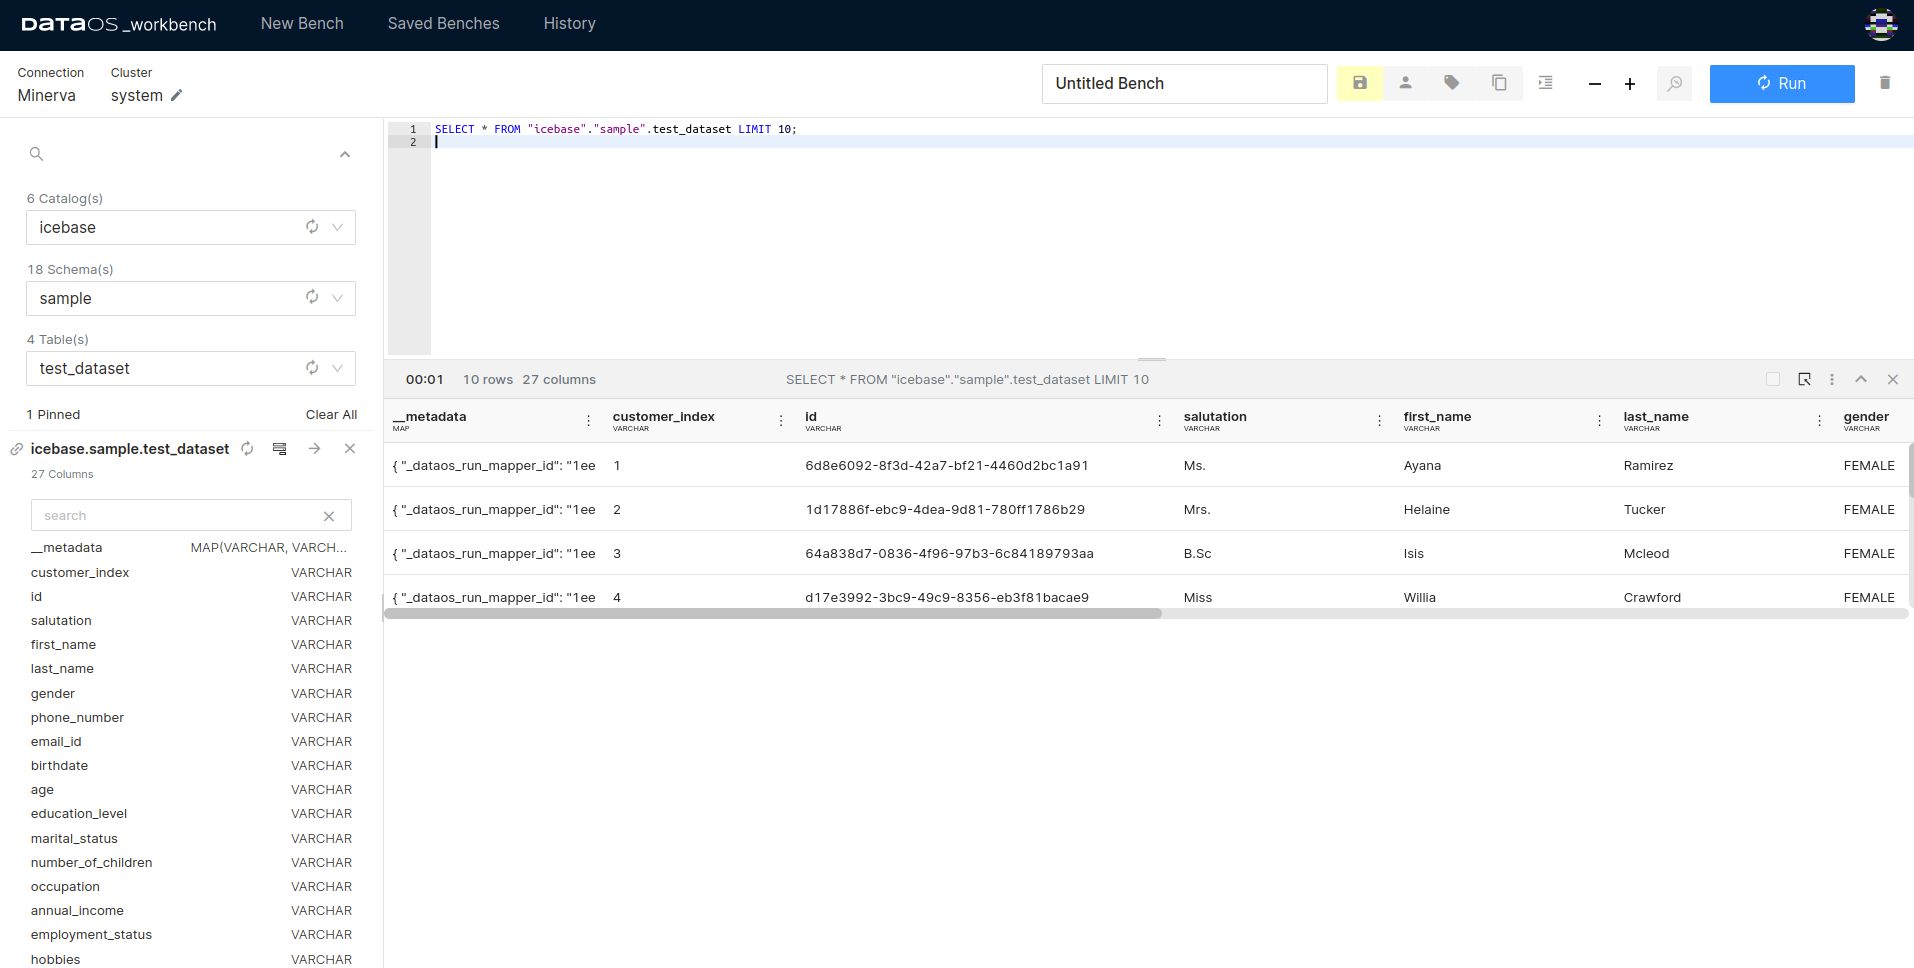 DATAOS _workbench New Bench Saved Benches History
Connection Cluster
Minerva system
Untitled Bench
Run
6 Catalog(s)
icebase
18 Schema(s)
sample
4 Table(s)
test_dataset
1 Pinned Clear All
icebase.sample.test_dataset
27 Columns
search
__metadata MAP(VARCHAR, VARCH...
customer_index VARCHAR
id VARCHAR
salutation VARCHAR
first_name VARCHAR
last_name VARCHAR
gender VARCHAR
phone_number VARCHAR
email_id VARCHAR
birthdate VARCHAR
age VARCHAR
education_level VARCHAR
marital_status VARCHAR
number_of_children VARCHAR
occupation VARCHAR
annual_income VARCHAR
employment_status VARCHAR
hobbies VARCHAR
1 SELECT * FROM "icebase"."sample".test_dataset LIMIT 10;
2
00:01 10 rows 27 columns SELECT * FROM "icebase"."sample".test_dataset LIMIT 10
__metadata customer_index id salutation first_name last_name gender
MAP VARCHAR VARCHAR VARCHAR VARCHAR VARCHAR VARCHAR
{ "_dataos_run_mapper_id": "1ee 1 6d8e6092-8f3d-42a7-bf21-4460d2bc1a91 Ms. Ayana Ramirez FEMALE
{ "_dataos_run_mapper_id": "1ee 2 1d17886f-ebc9-4dea-9d81-780ff1786b29 Mrs. Helaine Tucker FEMALE
{ "_dataos_run_mapper_id": "1ee 3 64a838d7-0836-4f96-97b3-6c84189793aa B.Sc Isis Mcleod FEMALE
{ "_dataos_run_mapper_id": "1ee 4 d17e3992-3bc9-49c9-8356-eb3f81bacae9 Miss Willia Crawford FEMALE